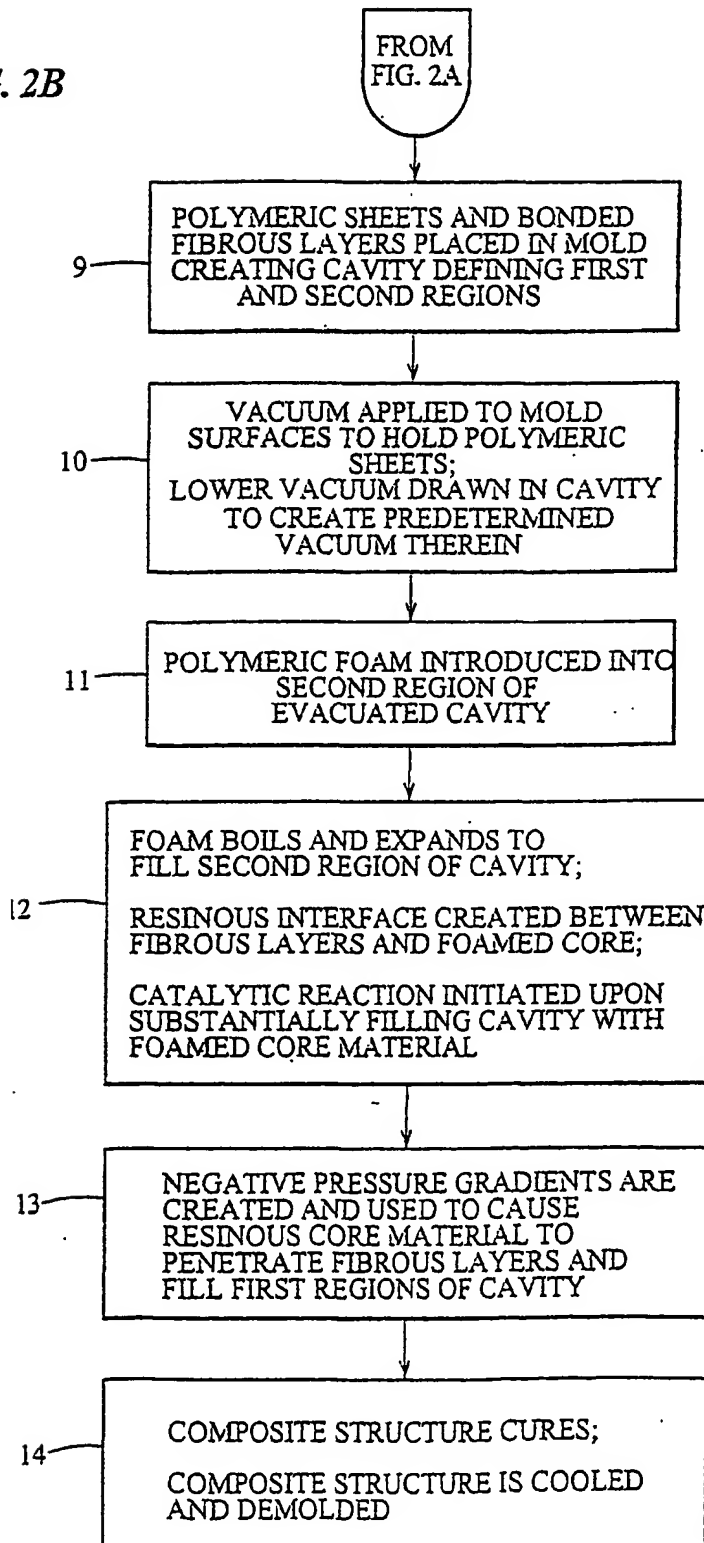 . 2B
FROM
FIG. 2A
9
POLYMERIC SHEETS AND BONDED
FIBROUS LAYERS PLACED IN MOLD
CREATING CAVITY DEFINING FIRST
AND SECOND REGIONS
10
VACUUM APPLIED TO MOLD
SURFACES TO HOLD POLYMERIC
SHEETS;
LOWER VACUUM DRAWN IN CAVITY
TO CREATE PREDETERMINED
VACUUM THEREIN
11
POLYMERIC FOAM INTRODUCED INTO
SECOND REGION OF
EVACUATED CAVITY
12
FOAM BOILS AND EXPANDS TO
FILL SECOND REGION OF CAVITY;
RESINOUS INTERFACE CREATED BETWEEN
FIBROUS LAYERS AND FOAMED CORE;
CATALYTIC REACTION INITIATED UPON
SUBSTANTIALLY FILLING CAVITY WITH
FOAMED CORE MATERIAL
13
NEGATIVE PRESSURE GRADIENTS ARE
CREATED AND USED TO CAUSE
RESINOUS CORE MATERIAL TO
PENETRATE FIBROUS LAYERS AND
FILL FIRST REGIONS OF CAVITY
14
COMPOSITE STRUCTURE CURES;
COMPOSITE STRUCTURE IS COOLED
AND DEMOLDED